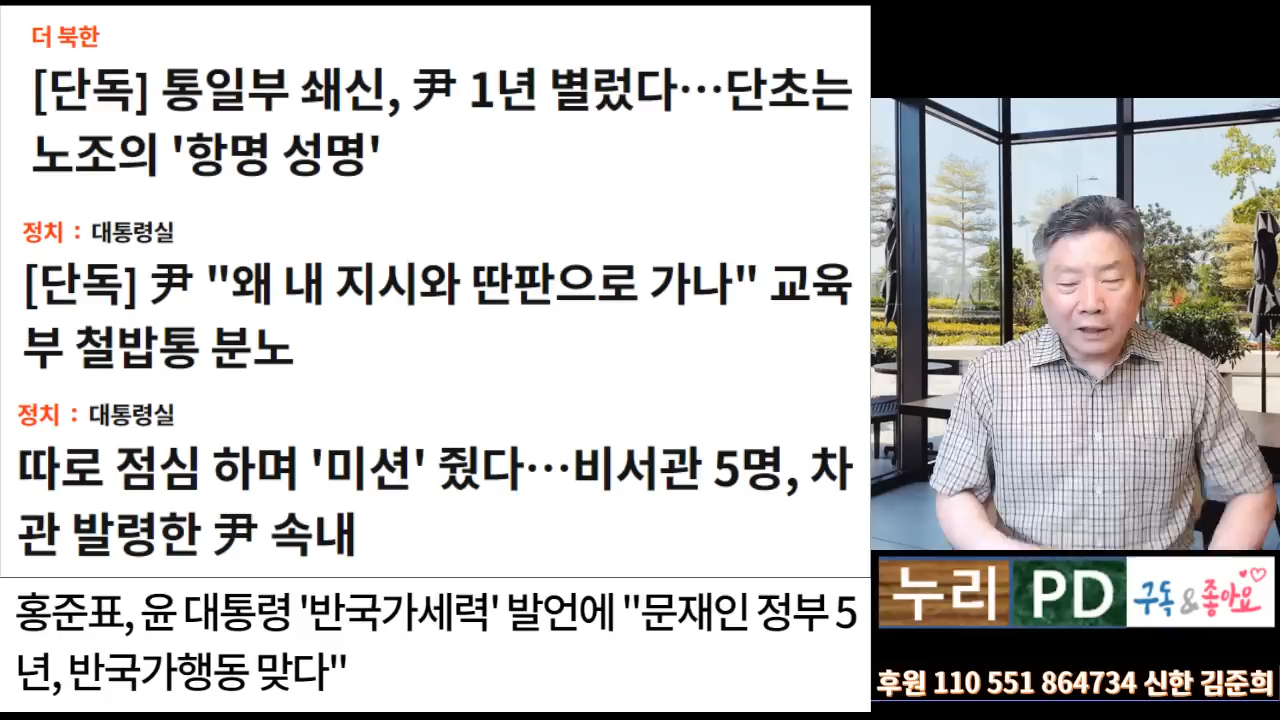 더 북한
[단독] 통일부 쇄신, 尹 1년 별렀다…단초는
노조의 '항명 성명'
정치 : 대통령실
[단독] 尹 "왜 내 지시와 딴판으로 가나" 교육
부 철밥통 분노
정치 : 대통령실
따로 점심 하며 '미션' 줬다…비서관 5명, 차
관 발령한 尹 속내
홍준표, 윤 대통령 '반국가세력' 발언에 "문재인 정부 5
년, 반국가행동 맞다"
누리 PD 구독 & 좋아요
후원 110 551 864734 신한 김준희